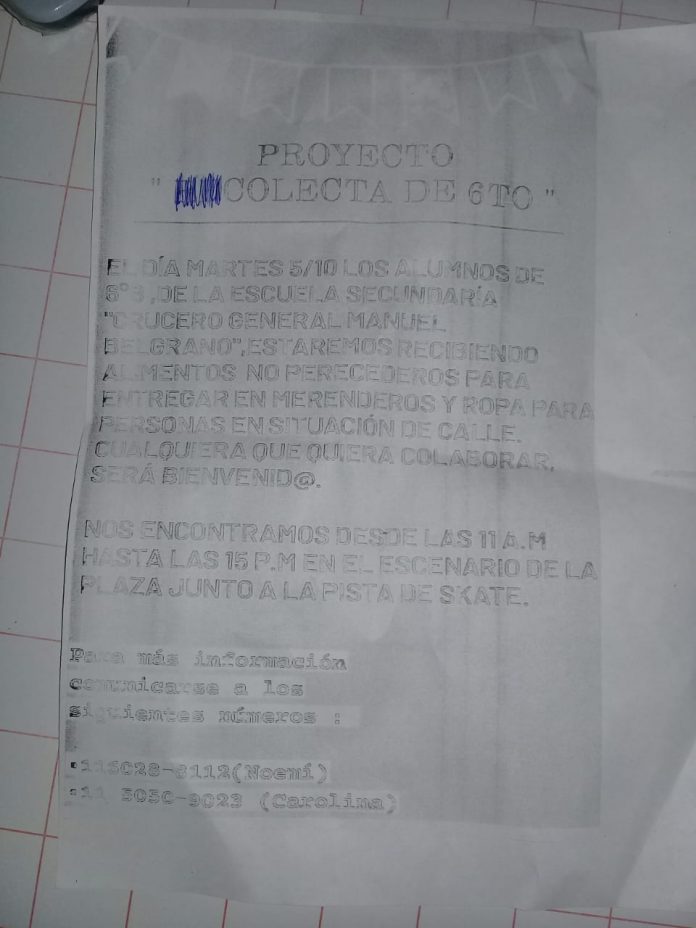 PROYECTO
" COLECTA DE 6TO "
EL DÍA MARTES 5/10 LOS ALUMNOS DE
6°3 ,DE LA ESCUELA SECUNDARÍA
"CRUCERO GENERAL MANUEL
BELGRANO",ESTAREMOS RECIBIENDO
ALIMENTOS NO PERECEDEROS PARA
ENTREGAR EN MERENDEROS Y ROPA PARA
PERSONAS EN SITUACIÓN DE CALLE.
CUALQUIERA QUE QUIERA COLABORAR,
SERÁ BIENVENID@.
NOS ENCONTRAMOS DESDE LAS 11 A.M
HASTA LAS 15 P.M EN EL ESCENARIO DE LA
PLAZA JUNTO A LA PISTA DE SKATE.
Para más información
comunicarse a los
siguientes números :
(Noemí)
11 5050-9023 (Carolina)